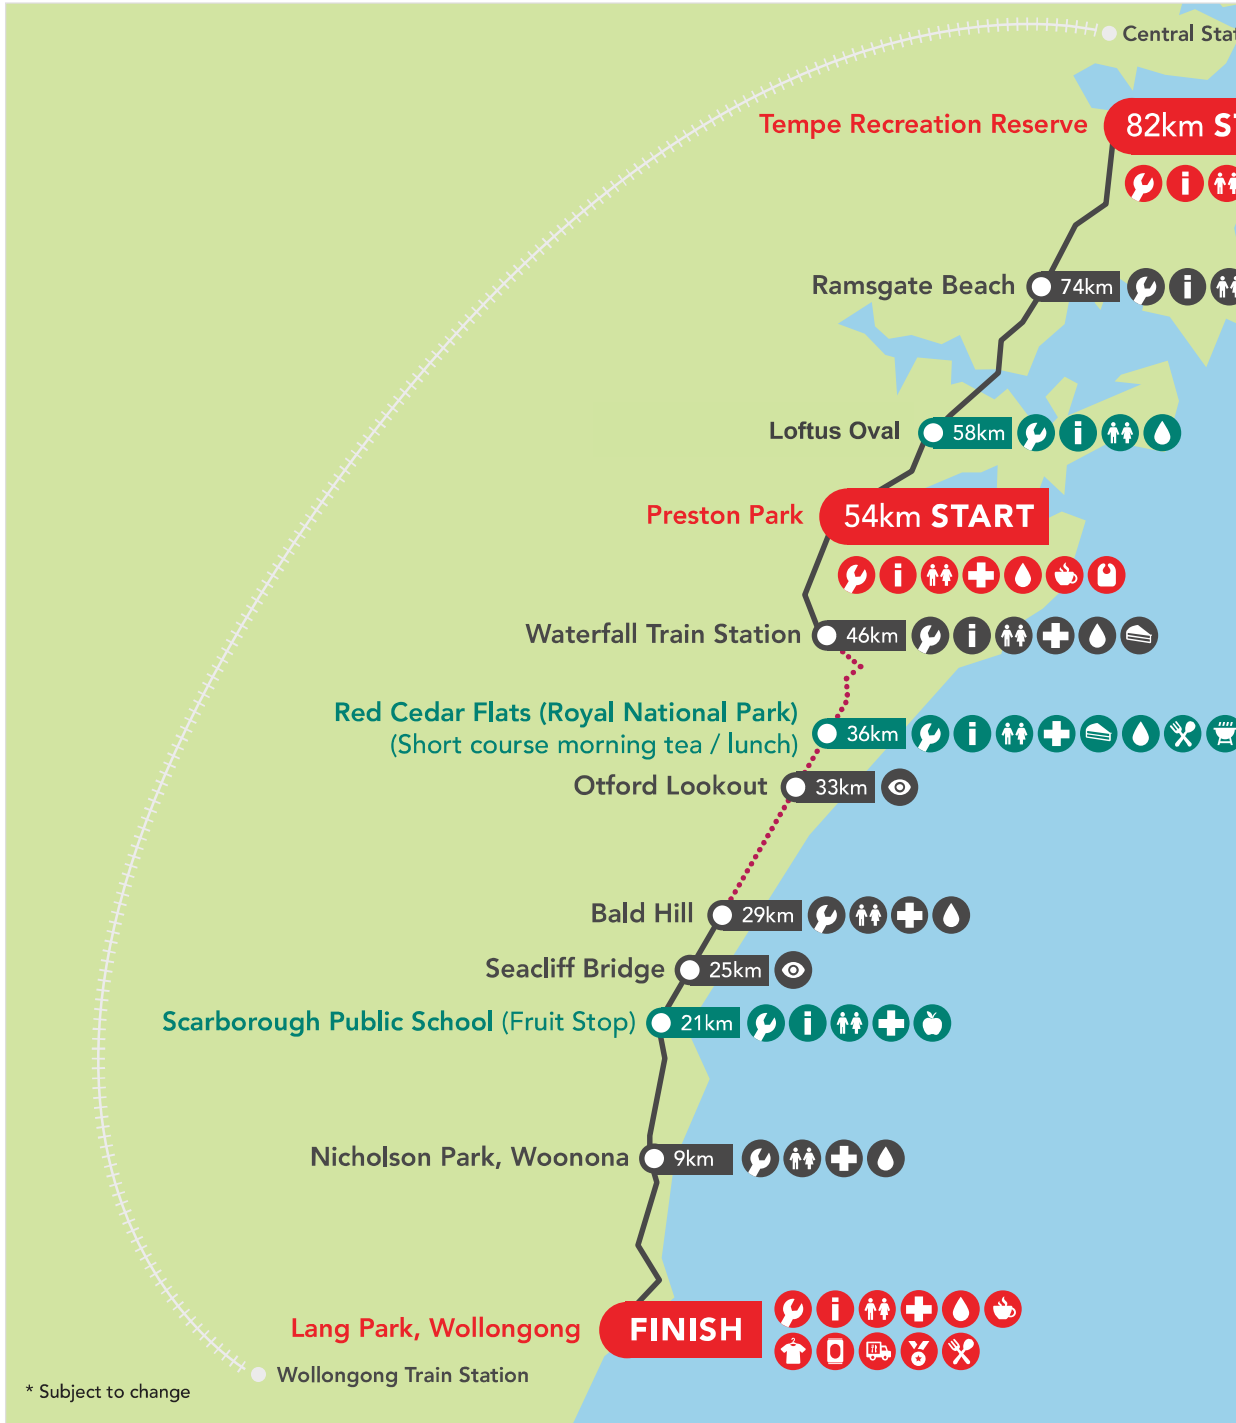 Central
Tempe Recreation Reserve
82km
Ramsgate Beach
74km
Loftus Oval
58km
Preston Park
54km START
Waterfall Train Station
46km
Red Cedar Flats (Royal National Park)
(Short course morning tea / lunch)
36km
Otford Lookout
33km
Bald Hill
29km
Seacliff Bridge
25km
Scarborough Public School (Fruit Stop)
21km
Nicholson Park, Woonona
9km
Lang Park, Wollongong
FINISH
Wollongong Train Station
* Subject to change